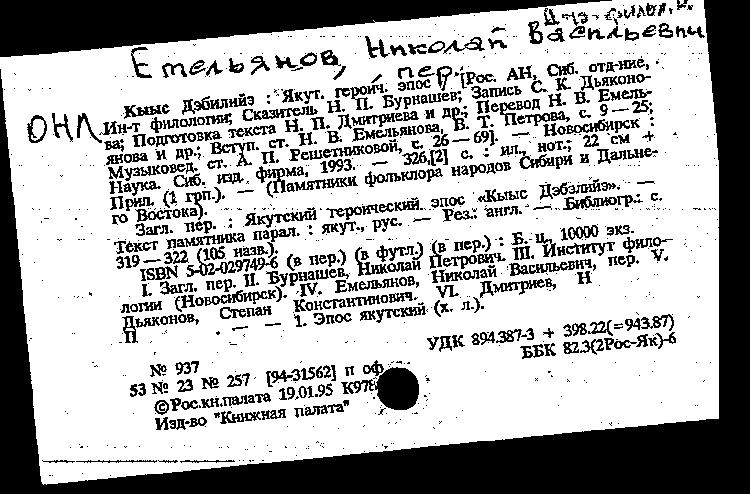 Д-р филол. н.
Емельянов, Николай Васильевич
, пер.
ОНЛ
Кыыс Дэбилийэ : Якут. героич. эпос / [Рос. АН, Сиб. отд-ние,
Ин-т филологии; Сказитель Н. П. Бурнашев; Запись С. К. Дьяконо-
ва; Подготовка текста Н. П. Дмитриева и др.; Перевод Н. В. Емель-
янова и др.; Вступ. ст. Н. В. Емельянова, В. Т. Петрова, с. 9—25;
Музыковед. ст. А. П. Решетниковой, с. 26—69]. — Новосибирск :
Наука. Сиб. изд. фирма, 1993. — 326,[2] с. : ил., нот.; 22 см +
Прил. (1 грп.). — (Памятники фольклора народов Сибири и Дальне-
го Востока).
Загл. пер. : Якутский героический эпос «Кыыс Дэбэлийэ». —
Текст памятника парал. : якут., рус. — Рез.: англ. — Библиогр.: с.
319—322 (105 назв.).
ISBN 5-02-029749-6 (в пер.) (в футл.) (в пер.) : Б. ц., 10000 экз.
I. Загл. пер. II. Бурнашев, Николай Петрович. III. Институт фило-
логии (Новосибирск). IV. Емельянов, Николай Васильевич, пер. V.
Дьяконов, Степан Константинович. VI. Дмитриев, Н
П — — 1. Эпос якутский (х. л.).
УДК 894.387-3 + 398.22(=943.87)
ББК 82.3(2Рос-Як)-6
№ 937
53 № 23 № 257 [94-31562] п оф
©Рос.кн.палата 19.01.95 К978
Изд-во "Книжная палата"